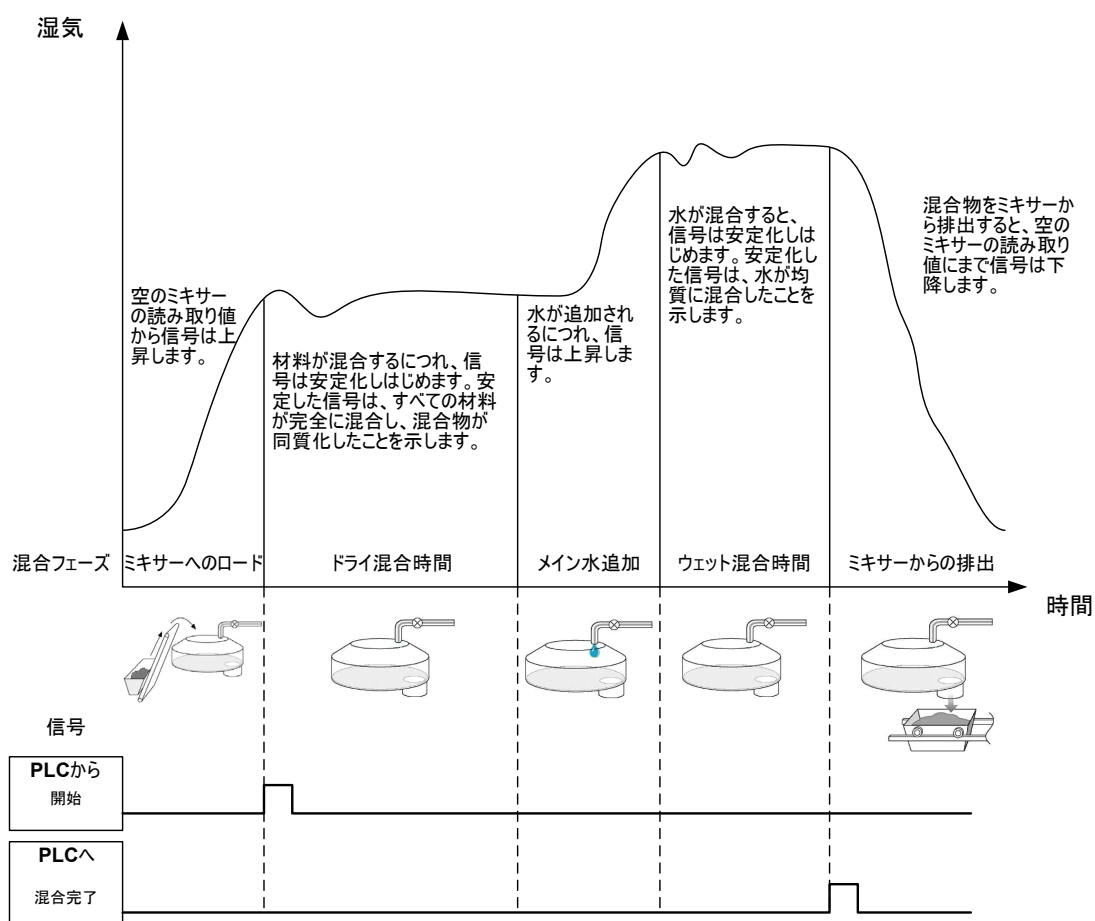 湿気
空のミキサー
の読み取り値
から信号は上
昇します。
材料が混合するにつれ、信
号は安定化しはじめます。安
定した信号は、すべての材料
が完全に混合し、混合物が
同質化したことを示します。
水が追加され
るにつれ、信
号は上昇しま
す。
水が混合すると、
信号は安定化しは
じめます。安定化し
た信号は、水が均
質に混合したことを
示します。
混合物をミキサーか
ら排出すると、空の
ミキサーの読み取り
値にまで信号は下
降します。
混合フェーズ
ミキサーへのロード
ドライ混合時間
メイン水追加
ウェット混合時間
ミキサーからの排出
時間
信号
PLCから
開始
PLCへ
混合完了